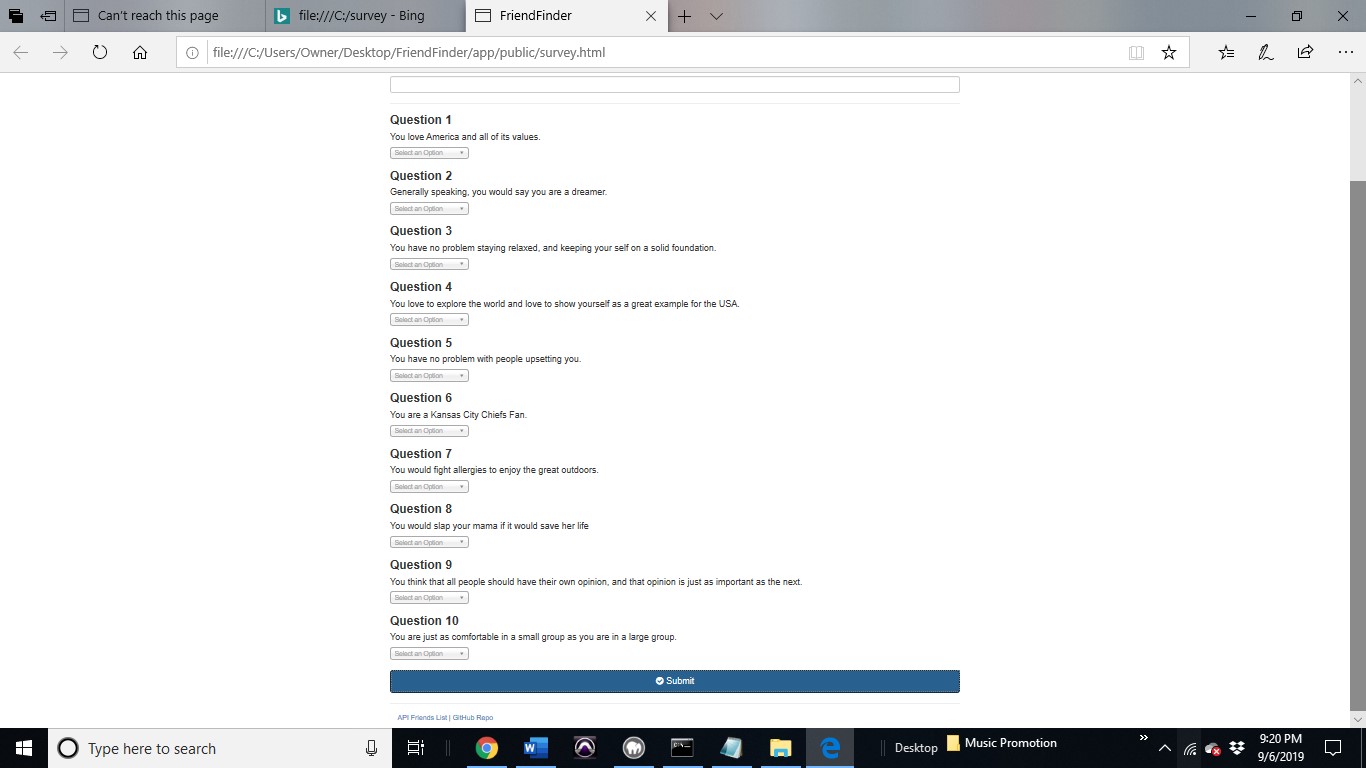 Can't reach this page
file:///C:/survey - Bing
FriendFinder
file:///C:/Users/Owner/Desktop/FriendFinder/app/public/survey.html
Question 1
You love America and all of its values.
Select an Option
Question 2
Generally speaking, you would say you are a dreamer.
Select an Option
Question 3
You have no problem staying relaxed, and keeping your self on a solid foundation.
Select an Option
Question 4
You love to explore the world and love to show yourself as a great example for the USA.
Select an Option
Question 5
You have no problem with people upsetting you.
Select an Option
Question 6
You are a Kansas City Chiefs Fan.
Select an Option
Question 7
You would fight allergies to enjoy the great outdoors.
Select an Option
Question 8
You would slap your mama if it would save her life
Select an Option
Question 9
You think that all people should have their own opinion, and that opinion is just as important as the next.
Select an Option
Question 10
You are just as comfortable in a small group as you are in a large group.
Select an Option
Submit
API Friends List | GitHub Repo
Type here to search
Desktop
Music Promotion
9:20 PM
9/6/2019